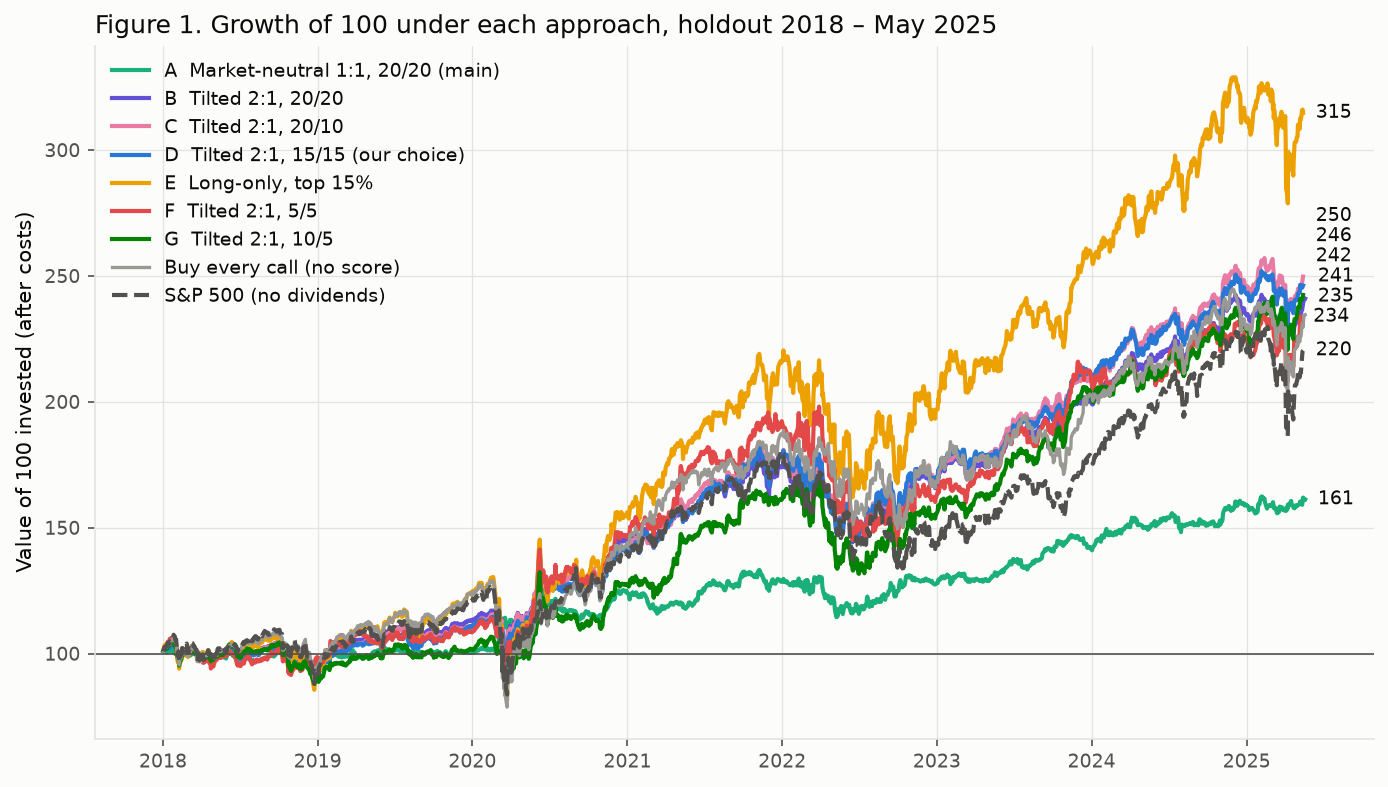 Figure 1. Growth of 100 under each approach, holdout 2018 – May 2025
A Market-neutral 1:1, 20/20 (main)
B Tilted 2:1, 20/20
C Tilted 2:1, 20/10
D Tilted 2:1, 15/15 (our choice)
E Long-only, top 15%
F Tilted 2:1, 5/5
G Tilted 2:1, 10/5
Buy every call (no score)
S&P 500 (no dividends)
Value of 100 invested (after costs)
300
250
200
150
100
315
250
246
242
241
235
234
220
161
2018 2019 2020 2021 2022 2023 2024 2025